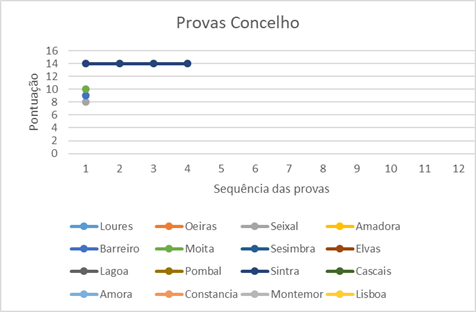 Provas Concelho
Pontuação
16
14
12
10
8
6
4
2
0
1 2 3 4 5 6 7 8 9 10 11 12
Sequência das provas
Loures Oeiras Seixal Amadora
Barreiro Moita Sesimbra Elvas
Lagoa Pombal Sintra Cascais
Amora Constancia Montemor Lisboa